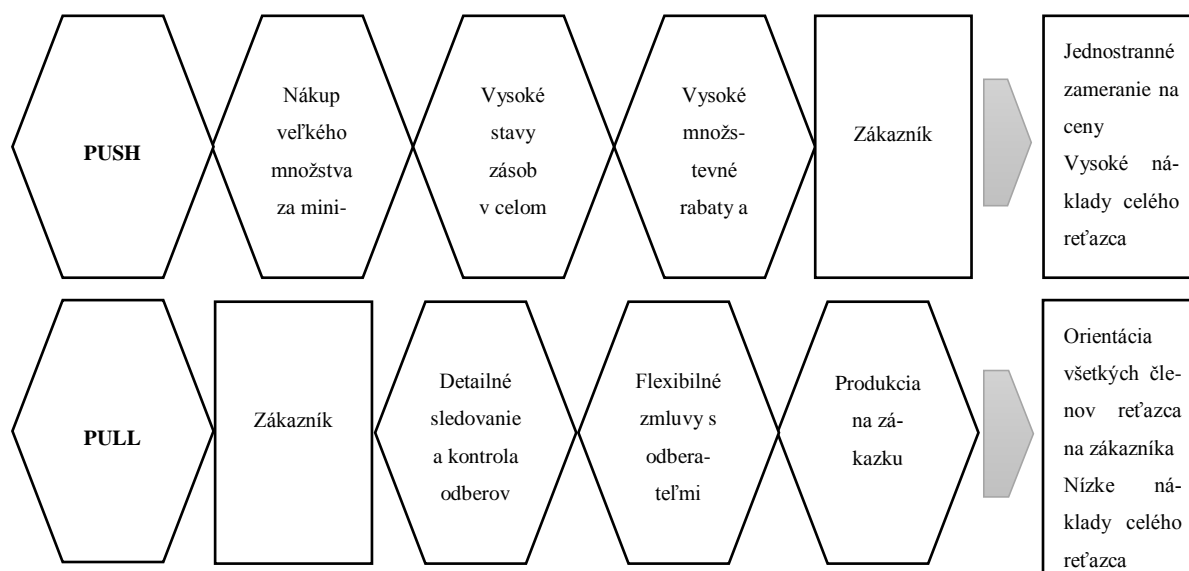 PUSH
Nákup
veľkého
množstva
za mini-
Vysoké
stavy
zásob
v celom
Vysoké
množs-
tevné
rabaty a
Zákazník
Jednostranné
zameranie na
ceny
Vysoké ná-
klady celého
reťazca
PULL
Zákazník
Detailné
sledovanie
a kontrola
odberov
Flexibilné
zmluvy s
odbera-
teľmi
Produkcia
na zá-
kazku
Orientácia
všetkých čle-
nov reťazca
na zákazníka
Nízke ná-
klady celého
reťazca